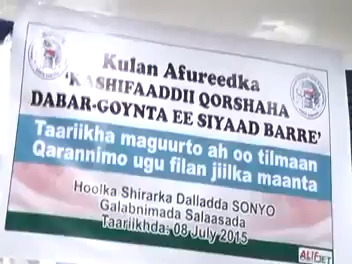 Kulan Afureedka
'KASHIFAADDII QORSHAHA
DABAR-GOYNTA EE SIYAAD BARRE'
Taariikha maguurto ah oo tilmaan
Qarannimo ugu filan jiilka maanta
Hoolka Shirarka Dalladda SONYO
Galabnimada Salaasada
Taariikhda: 08 July 2015